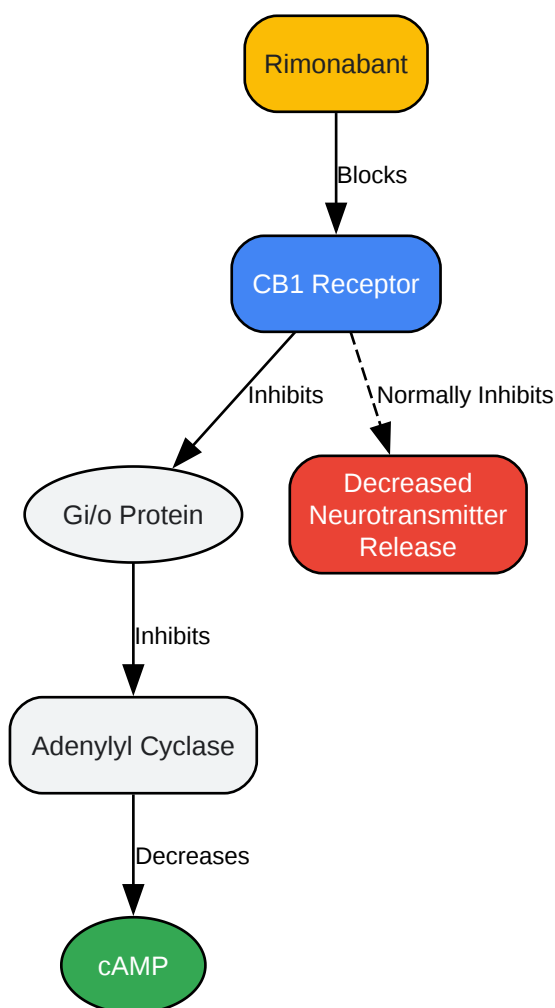 Rimonabant
Blocks
CB1 Receptor
Inhibits
Normally Inhibits
Gi/o Protein
Decreased
Neurotransmitter
Release
Inhibits
Adenylyl Cyclase
Decreases
cAMP